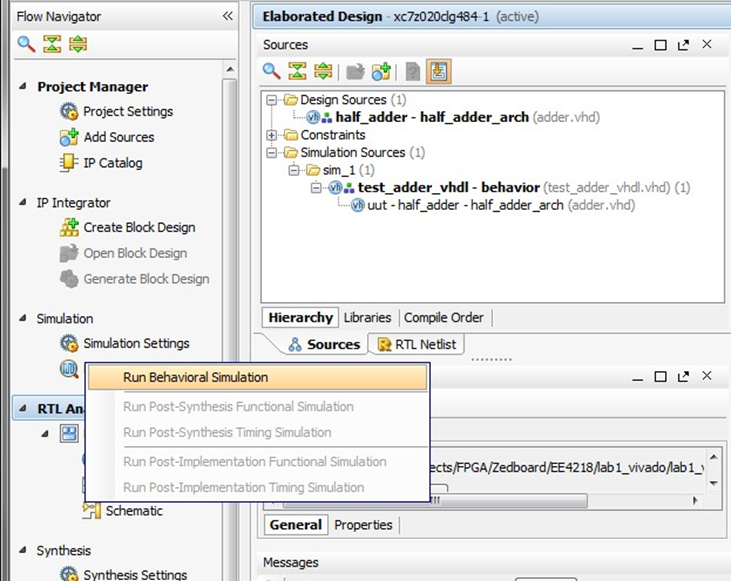 Flow Navigator
Project Manager
Project Settings
Add Sources
IP Catalog
IP Integrator
Create Block Design
Open Block Design
Generate Block Design
Simulation
Simulation Settings
Run Behavioral Simulation
Run Post-Synthesis Functional Simulation
Run Post-Synthesis Timing Simulation
Run Post-Implementation Functional Simulation
Run Post-Implementation Timing Simulation
RTL Ana
Schematic
Synthesis
Synthesis Settings
Elaborated Design - xc7z020clg484-1 (active)
Sources
Design Sources (1)
half_adder - half_adder_arch (adder.vhd)
Constraints
Simulation Sources (1)
sim_1 (1)
test_adder_vhdl - behavior (test_adder_vhdl.vhd) (1)
uut - half_adder - half_adder_arch (adder.vhd)
Hierarchy Libraries Compile Order
Sources RTL Netlist
ects/FPGA/Zedboard/EE4218/lab1_vivado/lab1_v
General Properties
Messages